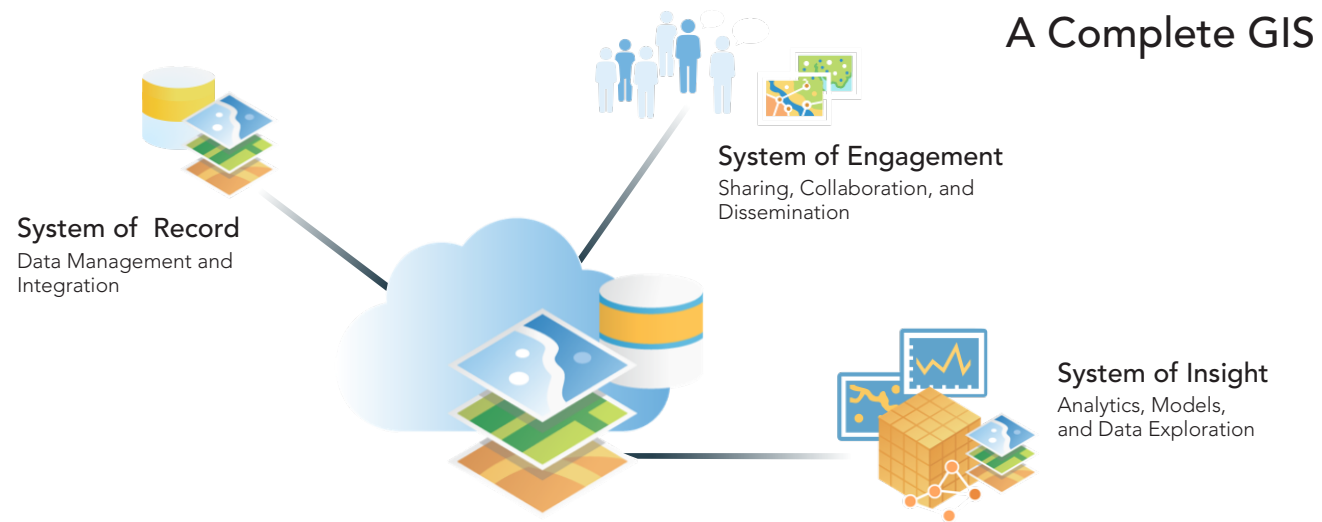 A Complete GIS
System of Engagement
Sharing, Collaboration, and
Dissemination
System of Record
Data Management and
Integration
System of Insight
Analytics, Models,
and Data Exploration